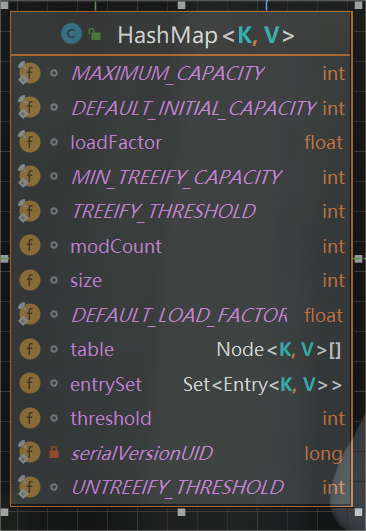 HashMap<K, V>
MAXIMUM_CAPACITY int
DEFAULT_INITIAL_CAPACITY int
loadFactor float
MIN_TREEIFY_CAPACITY int
TREEIFY_THRESHOLD int
modCount int
size int
DEFAULT_LOAD_FACTOR float
table Node<K, V>[]
entrySet Set<Entry<K, V>>
threshold int
serialVersionUID long
UNTREEIFY_THRESHOLD int